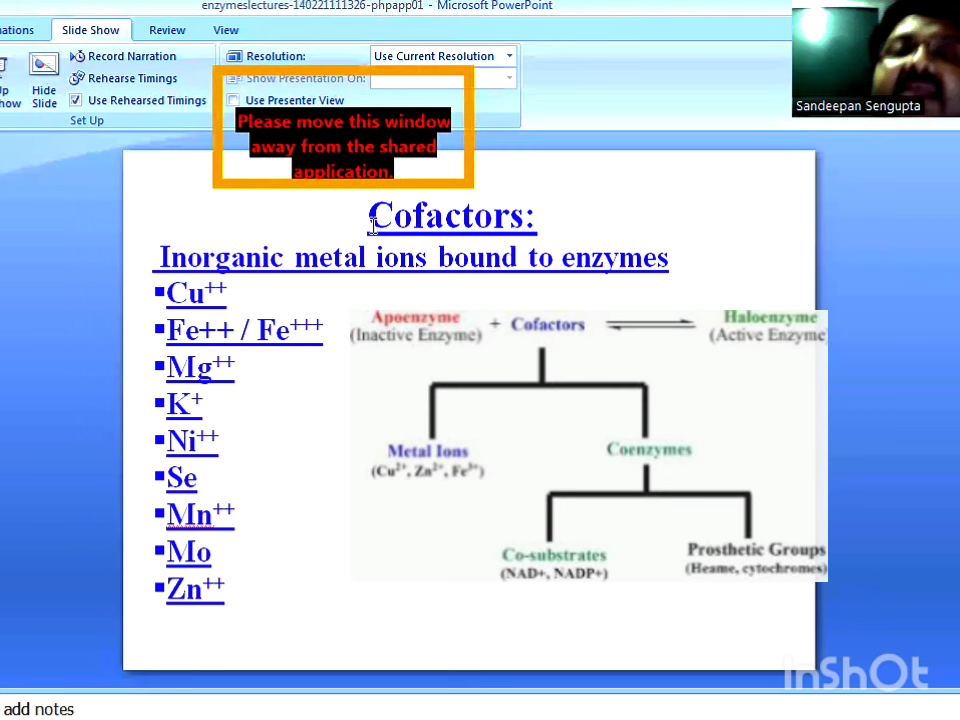 enzymeslectures-140221111326-phpapp01 - Microsoft PowerPoint
nations Slide Show Review View
Up
how
Hide
Slide
Record Narration
Rehearse Timings
Use Rehearsed Timings
Set Up
Resolution: Use Current Resolution
Show Presentation On:
Use Presenter View
Please move this window
away from the shared
application.
Sandeepan Sengupta
Cofactors:
Inorganic metal ions bound to enzymes
▪Cu++
▪Fe++ / Fe+++
▪Mg++
▪K+
▪Ni++
▪Se
▪Mn++
▪Mo
▪Zn++
Apoenzyme + Cofactors Haloenzyme
(Inactive Enzyme) (Active Enzyme)
Metal Ions
(Cu2+, Zn2+, Fe3+)
Coenzymes
Co-substrates
(NAD+, NADP+)
Prosthetic Groups
(Heame, cytochromes)
InShOt
add notes